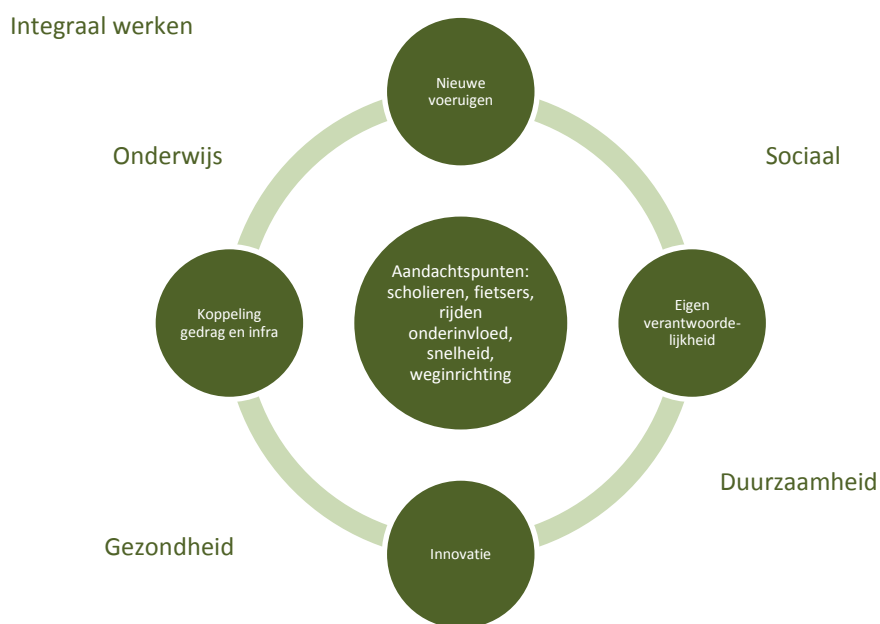 Integraal werken
Nieuwe
voeruigen
Onderwijs
Sociaal
Aandachtspunten:
scholieren, fietsers,
rijden
onderinvloed,
snelheid,
weginrichting
Koppeling
gedrag en infra
Eigen
verantwoorde-
lijkheid
Duurzaamheid
Gezondheid
Innovatie